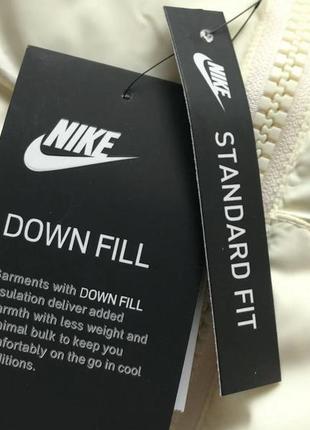 NIKE
DOWN FILL
Garments with DOWN FILL
insulation deliver added
warmth with less weight and
minimal bulk to keep you
comfortably on the go in cool
conditions.
STANDARD FIT